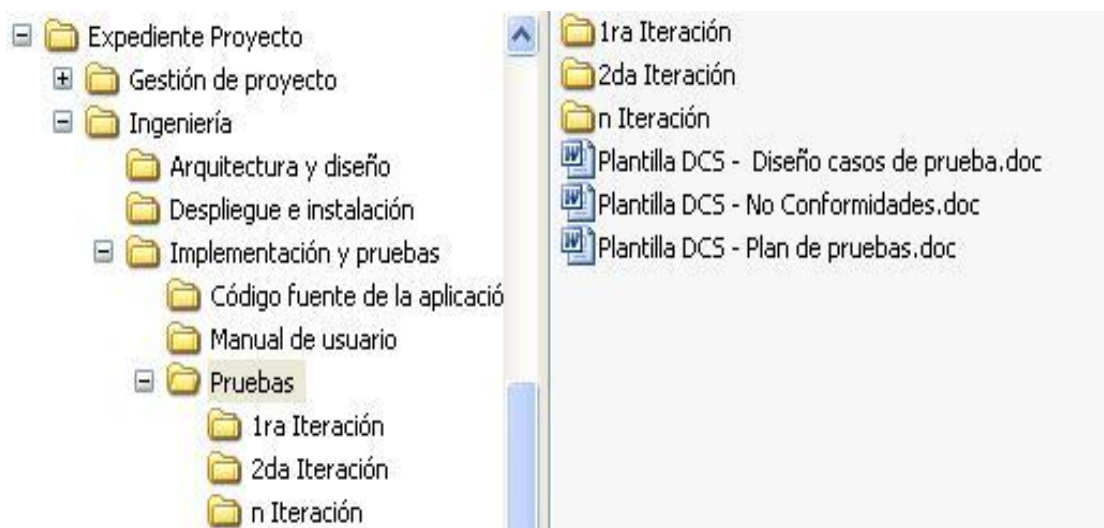 Expediente Proyecto
Gestión de proyecto
Ingeniería
Arquitectura y diseño
Despliegue e instalación
Implementación y pruebas
Código fuente de la aplicació
Manual de usuario
Pruebas
1ra Iteración
2da Iteración
n Iteración
1ra Iteración
2da Iteración
n Iteración
Plantilla DCS - Diseño casos de prueba.doc
Plantilla DCS - No Conformidades.doc
Plantilla DCS - Plan de pruebas.doc